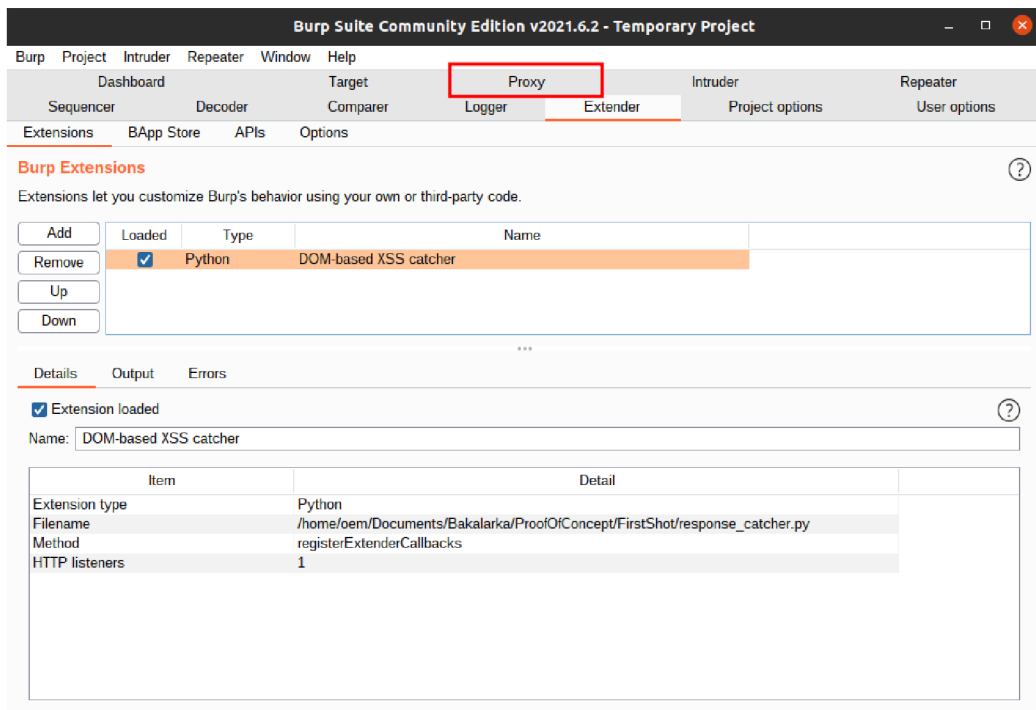 Burp Suite Community Edition v2021.6.2 - Temporary Project
Burp Project Intruder Repeater Window Help
Dashboard Target Proxy Intruder Repeater
Sequencer Decoder Comparer Logger Extender Project options User options
Extensions BApp Store APIs Options
Burp Extensions
?
Extensions let you customize Burp's behavior using your own or third-party code.
Add Loaded Type Name
Remove Python DOM-based XSS catcher
Up
Down
Details Output Errors
Extension loaded
?
Name: DOM-based XSS catcher
Item Detail
Extension type Python
Filename /home/oem/Documents/Bakalarka/ProofOfConcept/FirstShot/response_catcher.py
Method registerExtenderCallbacks
HTTP listeners 1